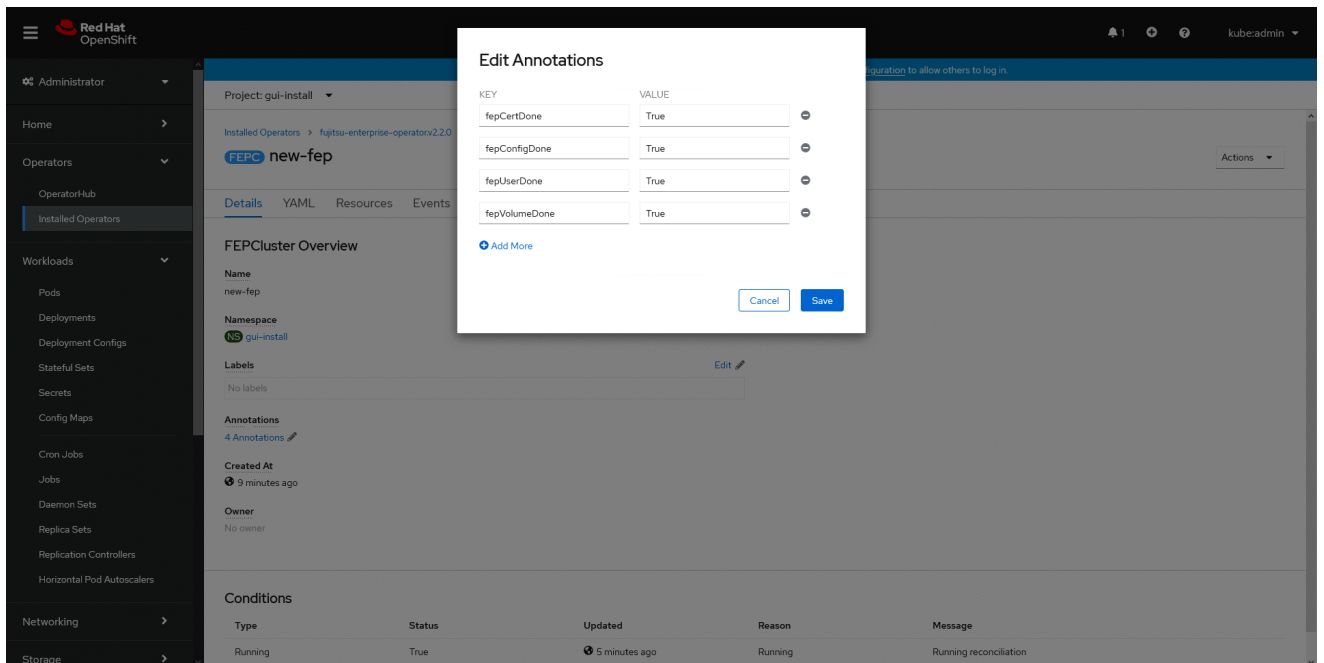 Red Hat
OpenShift
1
kube:admin
Administrator
Home
Operators
OperatorHub
Installed Operators
Workloads
Pods
Deployments
Deployment Configs
Stateful Sets
Secrets
Config Maps
Cron Jobs
Jobs
Daemon Sets
Replica Sets
Replication Controllers
Horizontal Pod Autoscalers
Networking
Storage
iguration to allow others to log in.
Project: gui-install
Installed Operators > fujitsu-enterprise-operator.v2.2.0
FEPC new-fep
Actions
Details YAML Resources Events
FEPCluster Overview
Name
new-fep
Namespace
NS gui-install
Labels Edit
No labels
Annotations
4 Annotations
Created At
9 minutes ago
Owner
No owner
Conditions
Type Status Updated Reason Message
Running True 5 minutes ago Running Running reconciliation
Edit Annotations
KEY VALUE
fepCertDone True
fepConfigDone True
fepUserDone True
fepVolumeDone True
Add More
Cancel Save